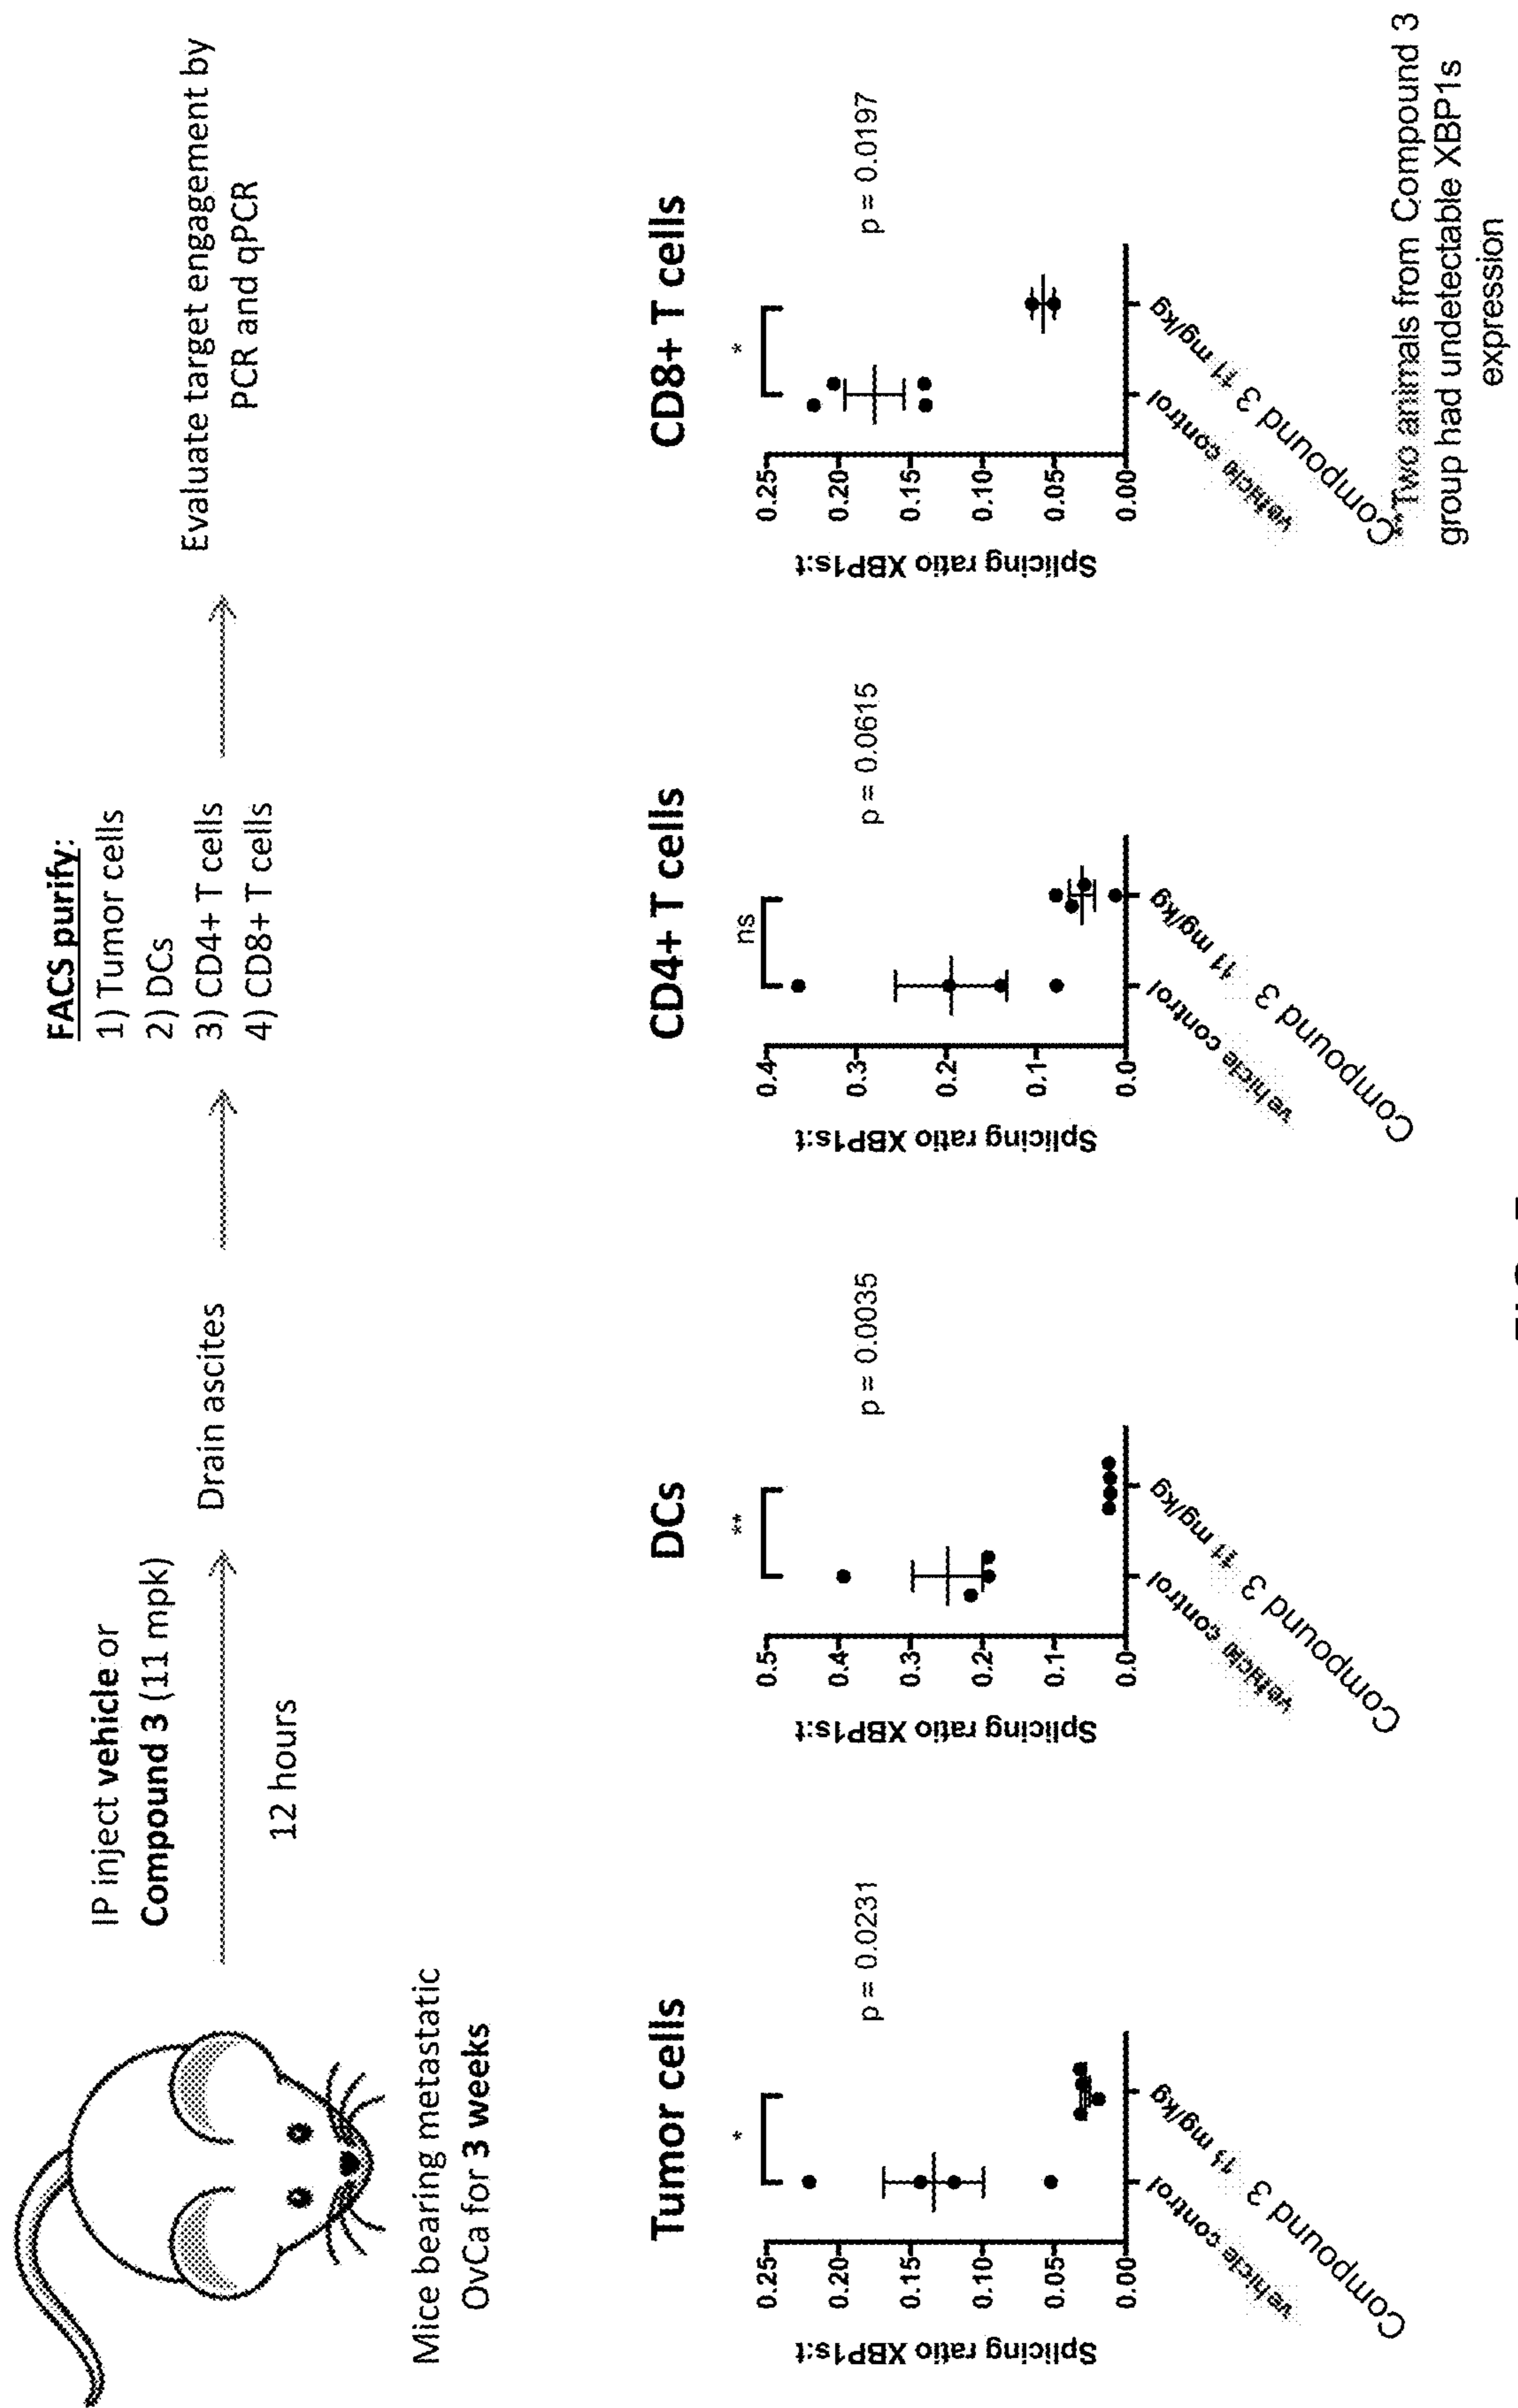 IP inject vehicle or
Compound 3 (11 mpk)
12 hours
Mice bearing metastatic
OvCa for 3 weeks
Drain ascites
FACS purify:
1) Tumor cells
2) DCs
3) CD4+ T cells
4) CD8+ T cells
Evaluate target engagement by
PCR and qPCR
Tumor cells
*
p = 0.0231
Splicing ratio XBP1s:t
0.25
0.20
0.15
0.10
0.05
0.00
vehicle control
Compound 3 11 mg/kg
DCs
**
p = 0.0035
Splicing ratio XBP1s:t
0.5
0.4
0.3
0.2
0.1
0.0
vehicle control
Compound 3 11 mg/kg
CD4+ T cells
ns
p = 0.0615
Splicing ratio XBP1s:t
0.4
0.3
0.2
0.1
0.0
vehicle control
Compound 3 11 mg/kg
CD8+ T cells
*
p = 0.0197
Splicing ratio XBP1s:t
0.25
0.20
0.15
0.10
0.05
0.00
vehicle control
Compound 3 11 mg/kg
**Two animals from Compound 3
group had undetectable XBP1s
expression